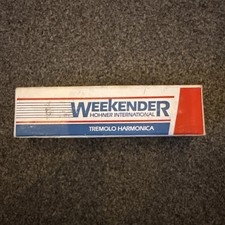 WEEKENDER
HOHNER INTERNATIONAL
TREMOLO HARMONICA